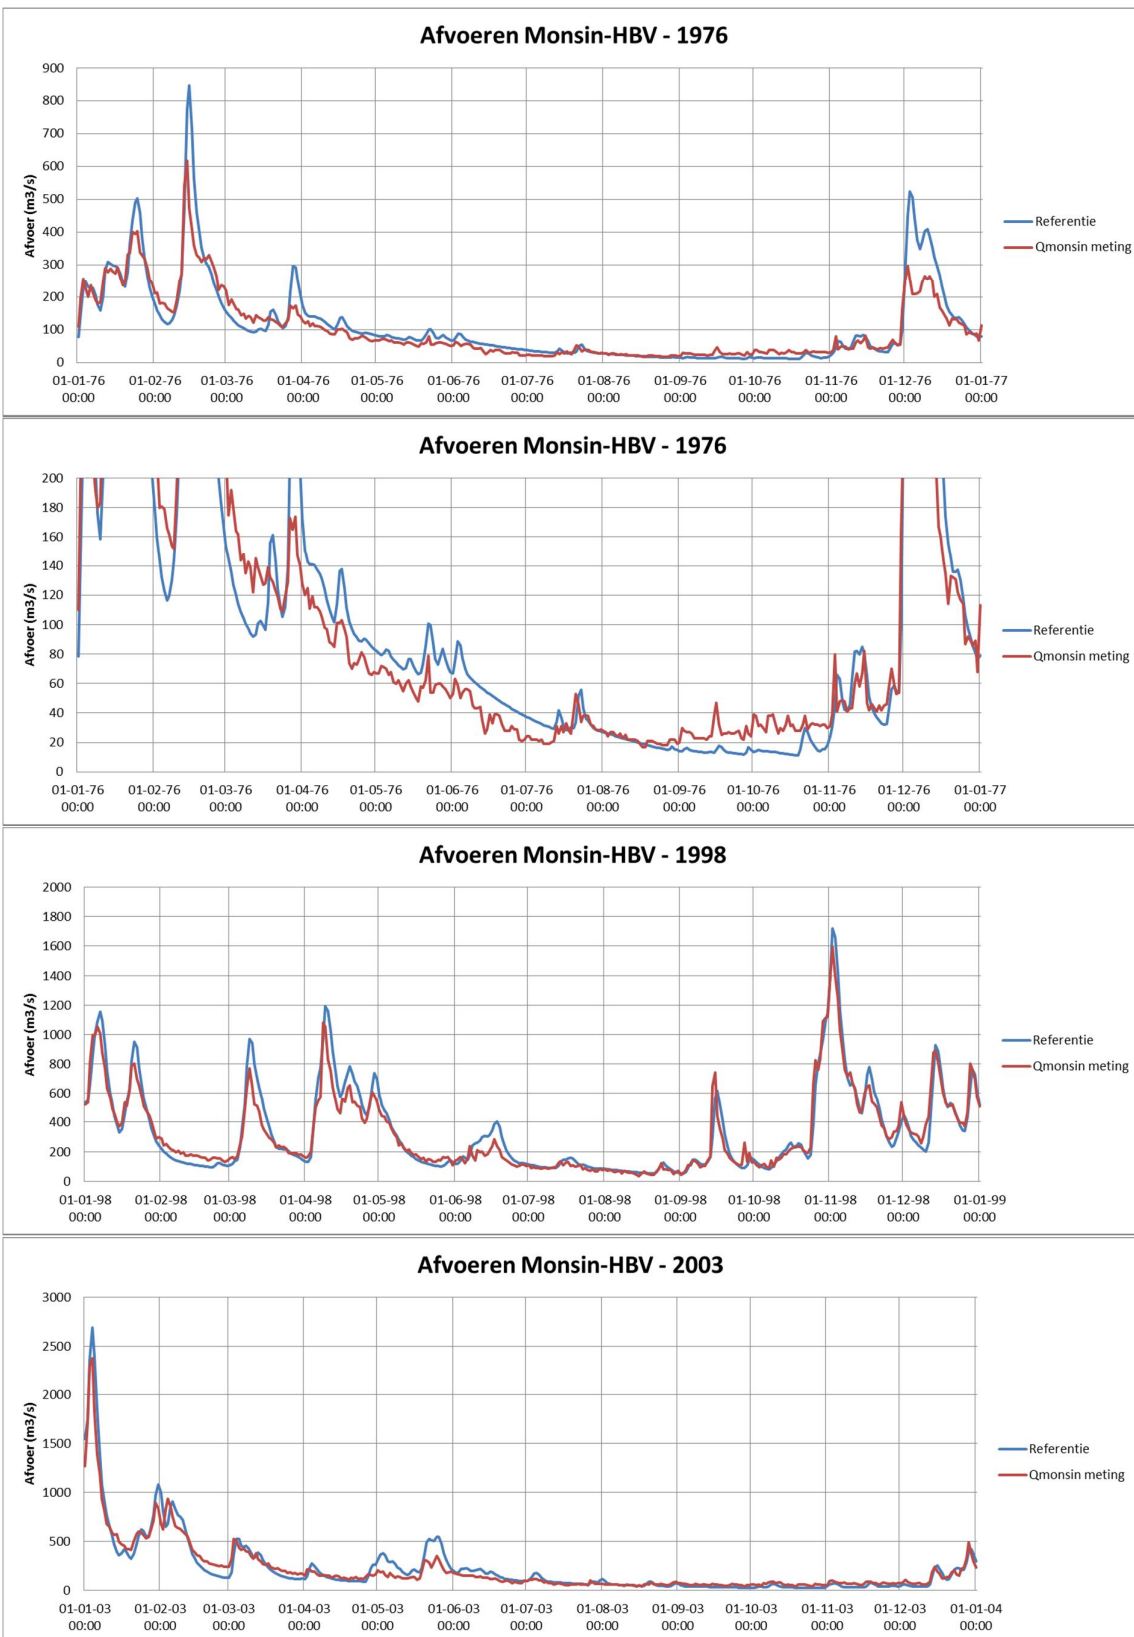 Afvoeren Monsin-HBV - 1976
900
800
700
600
500
400
300
200
100
0
Afvoer (m3/s)
Referentie
Qmonsin meting
01-01-76 01-02-76 01-03-76 01-04-76 01-05-76 01-06-76 01-07-76 01-08-76 01-09-76 01-10-76 01-11-76 01-12-76 01-01-77
00:00 00:00 00:00 00:00 00:00 00:00 00:00 00:00 00:00 00:00 00:00 00:00 00:00
Afvoeren Monsin-HBV - 1976
200
180
160
140
120
100
80
60
40
20
0
Afvoer (m3/s)
Referentie
Qmonsin meting
01-01-76 01-02-76 01-03-76 01-04-76 01-05-76 01-06-76 01-07-76 01-08-76 01-09-76 01-10-76 01-11-76 01-12-76 01-01-77
00:00 00:00 00:00 00:00 00:00 00:00 00:00 00:00 00:00 00:00 00:00 00:00 00:00
Afvoeren Monsin-HBV - 1998
2000
1800
1600
1400
1200
1000
800
600
400
200
0
Afvoer (m3/s)
Referentie
Qmonsin meting
01-01-98 01-02-98 01-03-98 01-04-98 01-05-98 01-06-98 01-07-98 01-08-98 01-09-98 01-10-98 01-11-98 01-12-98 01-01-99
00:00 00:00 00:00 00:00 00:00 00:00 00:00 00:00 00:00 00:00 00:00 00:00 00:00
Afvoeren Monsin-HBV - 2003
3000
2500
2000
1500
1000
500
0
Afvoer (m3/s)
Referentie
Qmonsin meting
01-01-03 01-02-03 01-03-03 01-04-03 01-05-03 01-06-03 01-07-03 01-08-03 01-09-03 01-10-03 01-11-03 01-12-03 01-01-04
00:00 00:00 00:00 00:00 00:00 00:00 00:00 00:00 00:00 00:00 00:00 00:00 00:00